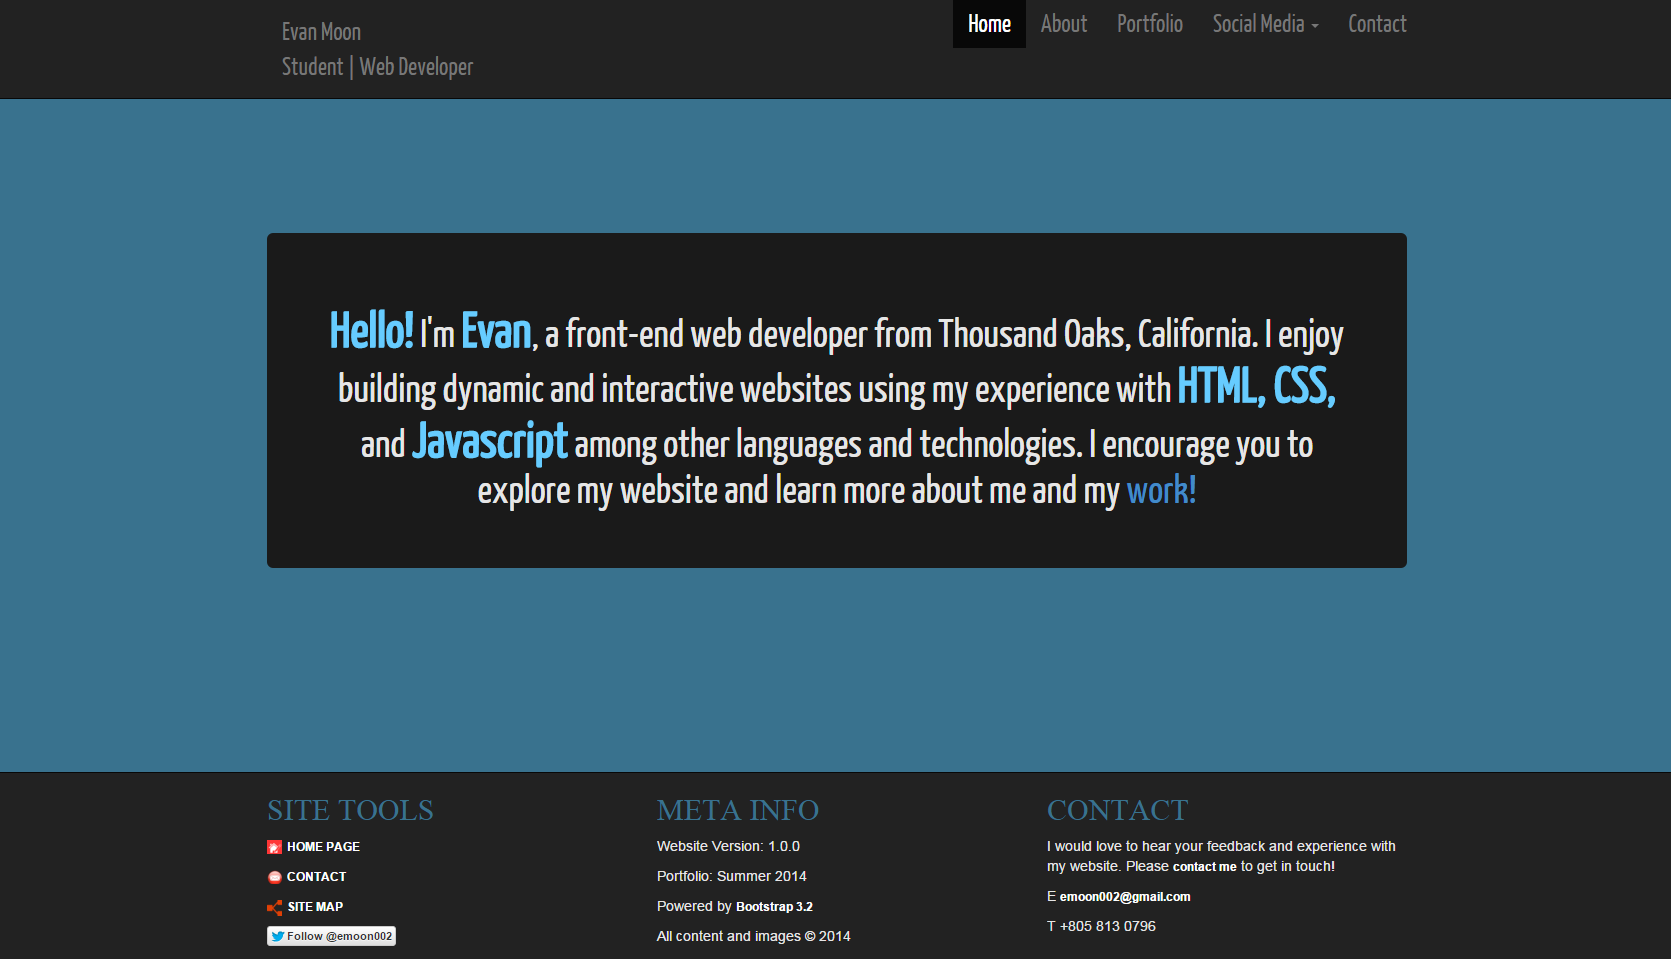 Evan Moon
Student | Web Developer
Home About Portfolio Social Media Contact
Hello! I'm Evan, a front-end web developer from Thousand Oaks, California. I enjoy
building dynamic and interactive websites using my experience with HTML, CSS,
and Javascript among other languages and technologies. I encourage you to
explore my website and learn more about me and my work!
SITE TOOLS
HOME PAGE
CONTACT
SITE MAP
Follow @emoon002
META INFO
Website Version: 1.0.0
Portfolio: Summer 2014
Powered by Bootstrap 3.2
All content and images © 2014
CONTACT
I would love to hear your feedback and experience with
my website. Please contact me to get in touch!
E emoon002@gmail.com
T +805 813 0796